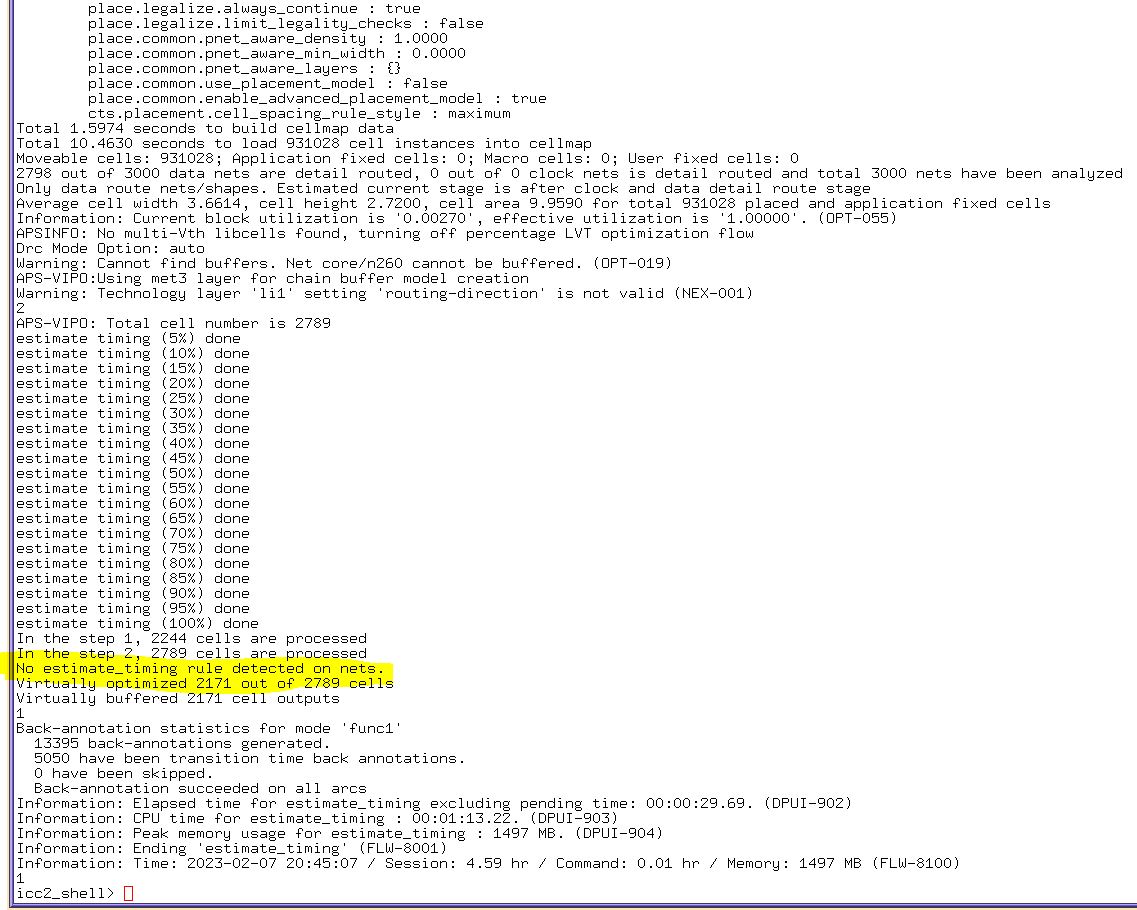 place.legalize.always_continue : true
place.legalize.limit_legality_checks : false
place.common.pnet_aware_density : 1.0000
place.common.pnet_aware_min_width : 0.0000
place.common.pnet_aware_layers : {}
place.common.use_placement_model : false
place.common.enable_advanced_placement_model : true
cts.placement.cell_spacing_rule_style : maximum
Total 1.5974 seconds to build cellmap data
Total 10.4630 seconds to load 931028 cell instances into cellmap
Moveable cells: 931028; Application fixed cells: 0; Macro cells: 0; User fixed cells: 0
2798 out of 3000 data nets are detail routed, 0 out of 0 clock nets is detail routed and total 3000 nets have been analyzed
Only data route nets/shapes. Estimated current stage is after clock and data detail route stage
Average cell width 3.6614, cell height 2.7200, cell area 9.9590 for total 931028 placed and application fixed cells
Information: Current block utilization is '0.00270', effective utilization is '1.00000'. (OPT-055)
APSINFO: No multi-Vth libcells found, turning off percentage LVT optimization flow
Drc Mode Option: auto
Warning: Cannot find buffers. Net core/n260 cannot be buffered. (OPT-019)
APS-VIPO:Using met3 layer for chain buffer model creation
Warning: Technology layer 'li1' setting 'routing-direction' is not valid (NEX-001)
2
APS-VIPO: Total cell number is 2789
estimate timing (5%) done
estimate timing (10%) done
estimate timing (15%) done
estimate timing (20%) done
estimate timing (25%) done
estimate timing (30%) done
estimate timing (35%) done
estimate timing (40%) done
estimate timing (45%) done
estimate timing (50%) done
estimate timing (55%) done
estimate timing (60%) done
estimate timing (65%) done
estimate timing (70%) done
estimate timing (75%) done
estimate timing (80%) done
estimate timing (85%) done
estimate timing (90%) done
estimate timing (95%) done
estimate timing (100%) done
In the step 1, 2244 cells are processed
In the step 2, 2789 cells are processed
No estimate_timing rule detected on nets.
Virtually optimized 2171 out of 2789 cells
Virtually buffered 2171 cell outputs
1
Back-annotation statistics for mode 'func1'
13395 back-annotations generated.
5050 have been transition time back annotations.
0 have been skipped.
Back-annotation succeeded on all arcs
Information: Elapsed time for estimate_timing excluding pending time: 00:00:29.69. (DPUI-902)
Information: CPU time for estimate_timing : 00:01:13.22. (DPUI-903)
Information: Peak memory usage for estimate_timing : 1497 MB. (DPUI-904)
Information: Ending 'estimate_timing' (FLW-8001)
Information: Time: 2023-02-07 20:45:07 / Session: 4.59 hr / Command: 0.01 hr / Memory: 1497 MB (FLW-8100)
1
icc2_shell>